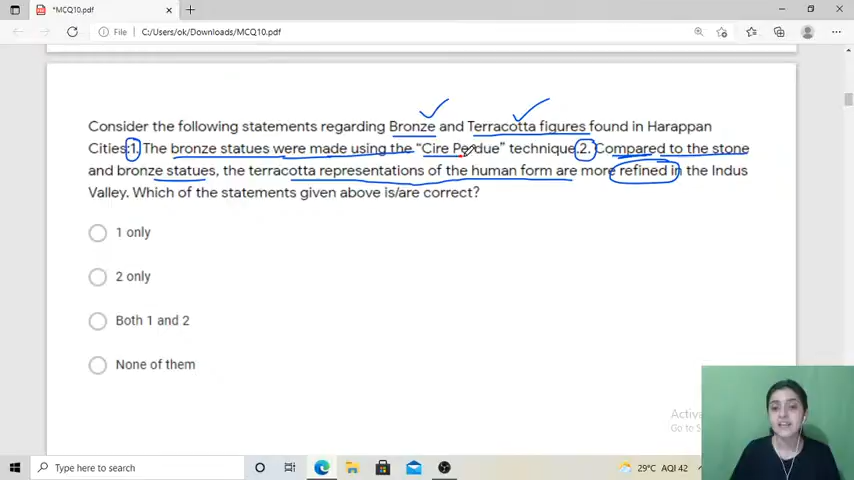 *MCQ10.pdf
File
C:/Users/ok/Downloads/MCQ10.pdf
Consider the following statements regarding Bronze and Terracotta figures found in Harappan
Cities:1. The bronze statues were made using the “Cire Perdue” technique.2. Compared to the stone
and bronze statues, the terracotta representations of the human form are more refined in the Indus
Valley. Which of the statements given above is/are correct?
1 only
2 only
Both 1 and 2
None of them
Activa
Go to S
Type here to search
29°C AQI 42